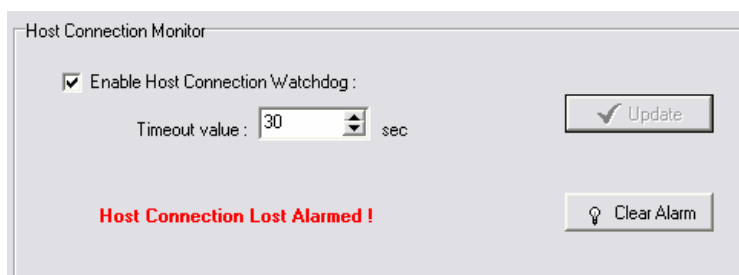 Host Connection Monitor
Enable Host Connection Watchdog :
Timeout value : 30 sec
Update
Host Connection Lost Alarmed !
Clear Alarm